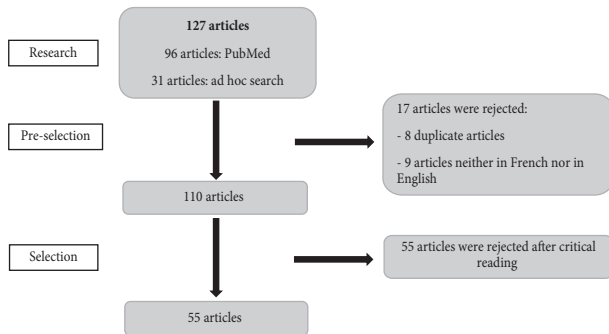 127 articles
Research
96 articles: PubMed
31 articles: ad hoc search
17 articles were rejected:
Pre-selection
- 8 duplicate articles
- 9 articles neither in French nor in
English
110 articles
Selection
55 articles were rejected after critical
reading
55 articles